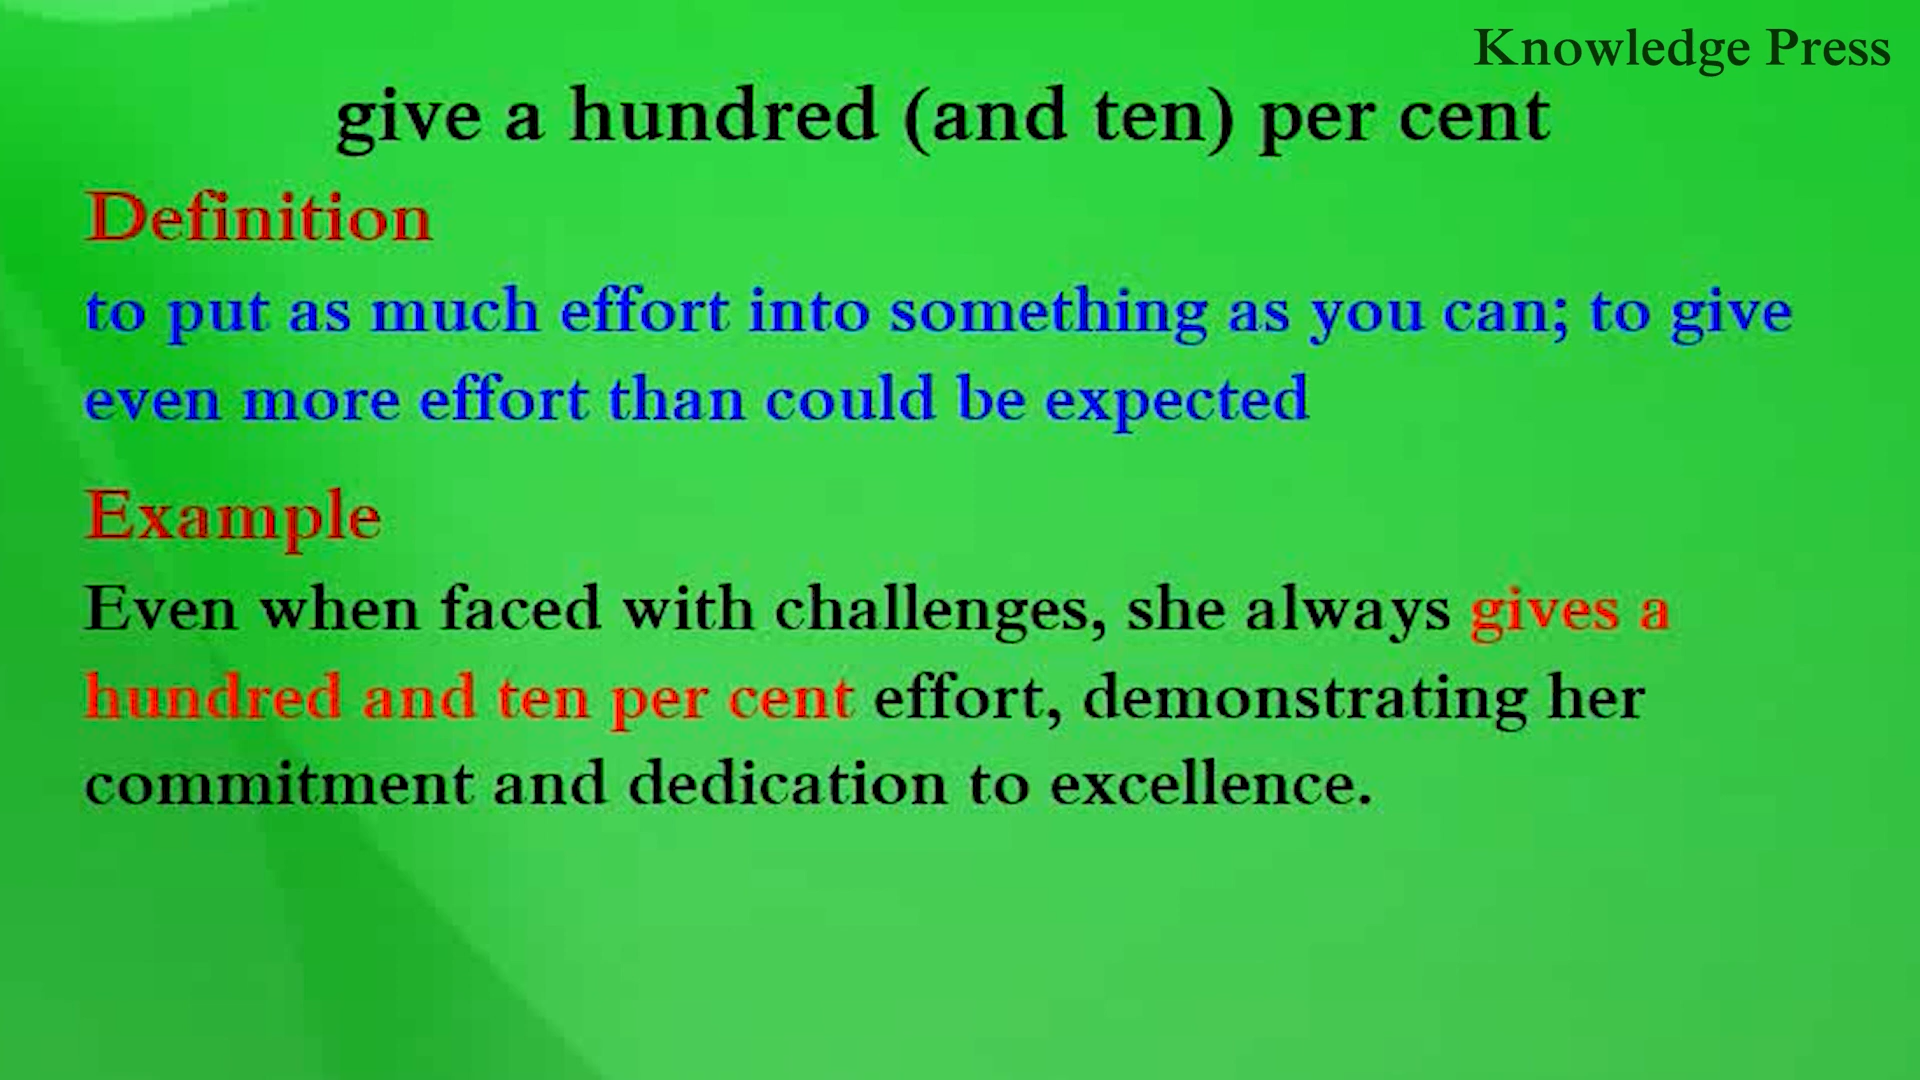 Knowledge Press
give a hundred (and ten) per cent
Definition
to put as much effort into something as you can; to give
even more effort than could be expected
Example
Even when faced with challenges, she always gives a
hundred and ten per cent effort, demonstrating her
commitment and dedication to excellence.